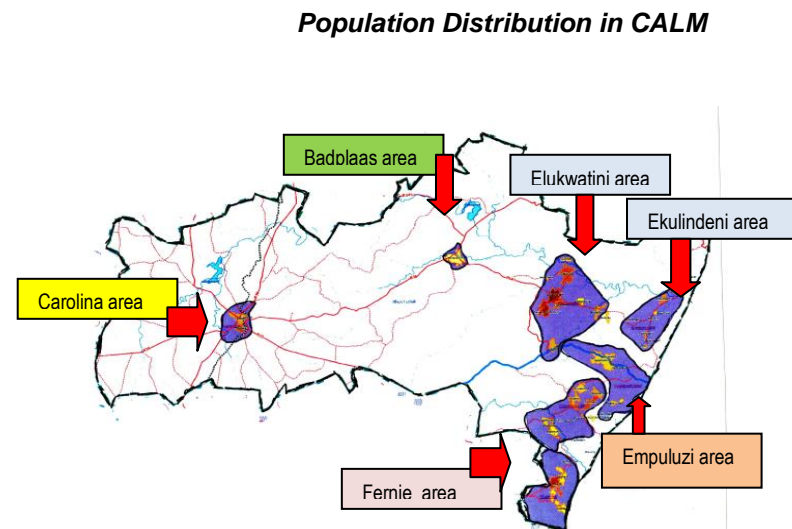 Population Distribution in CALM
Badplaas area
Elukwatini area
Ekulindeni area
Carolina area
Empuluzi area
Fernie area